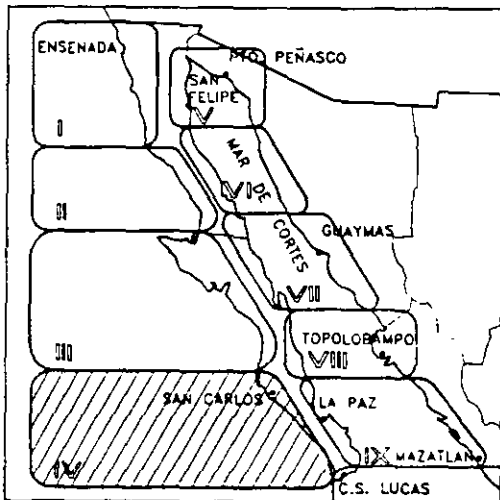 ENSENADA
PTO PEÑASCO
SAN
FELIPE
V
I
MAR DE CORTES
VI
II
GUAYMAS
VII
III
TOPOLOBAMPO
VIII
SAN CARLOS
LA PAZ
IX MAZATLAN
IV
C.S. LUCAS